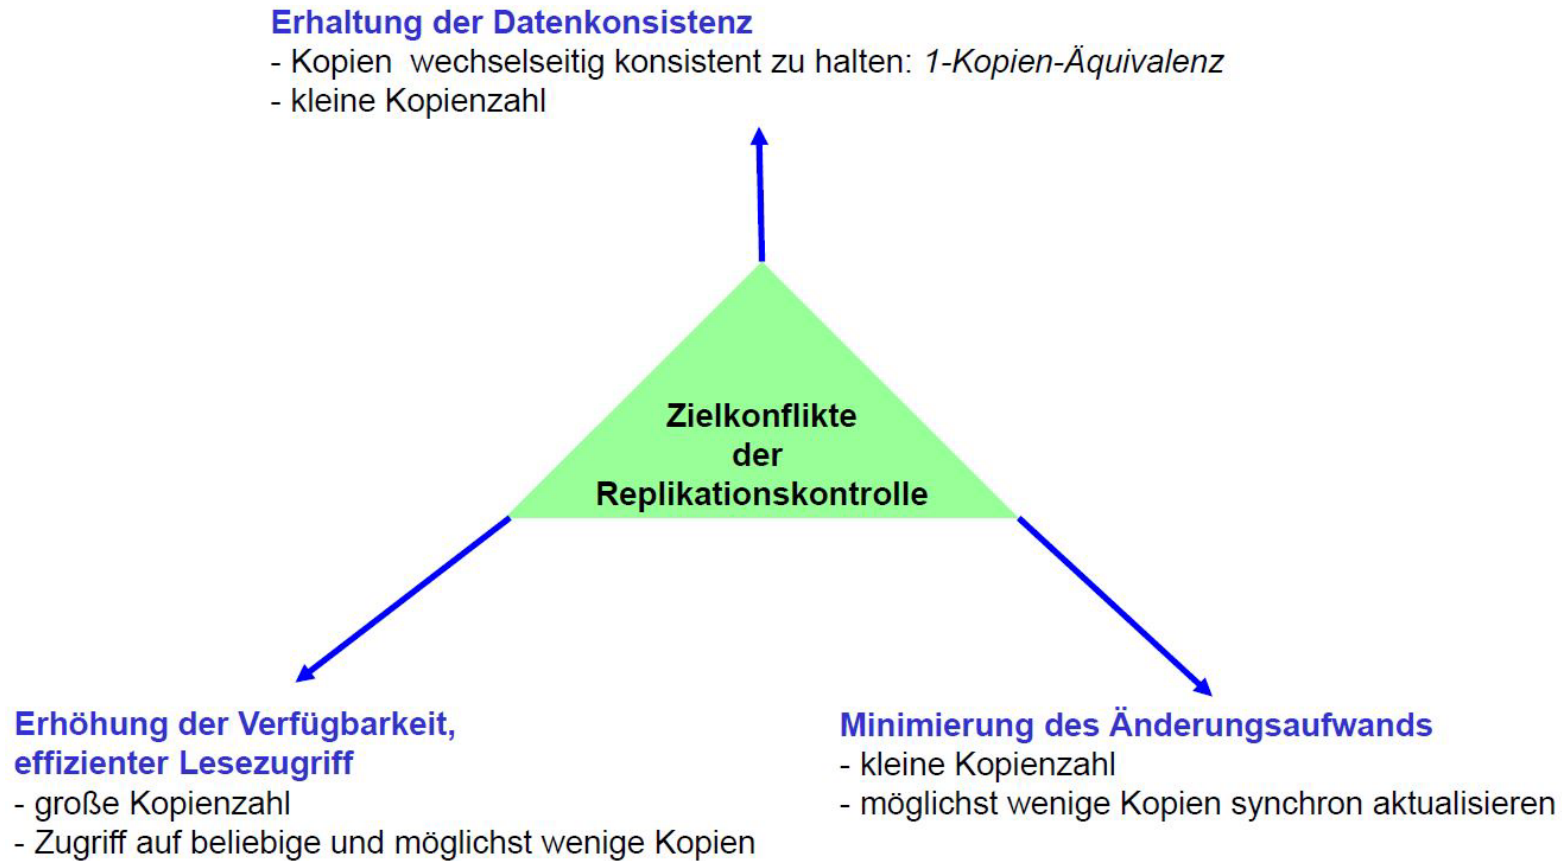 Erhaltung der Datenkonsistenz
- Kopien wechselseitig konsistent zu halten: 1-Kopien-Äquivalenz
- kleine Kopienzahl
Zielkonflikte
der
Replikationskontrolle
Erhöhung der Verfügbarkeit,
effizienter Lesezugriff
- große Kopienzahl
- Zugriff auf beliebige und möglichst wenige Kopien
Minimierung des Änderungsaufwands
- kleine Kopienzahl
- möglichst wenige Kopien synchron aktualisieren